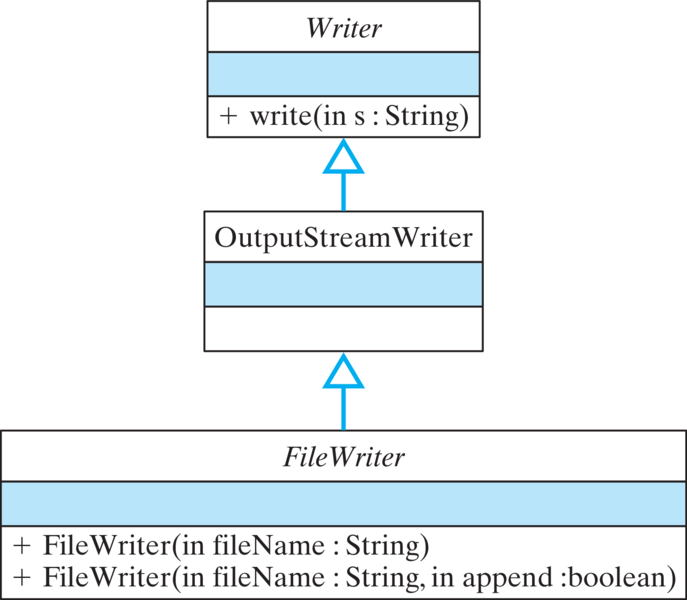 Writer
+ write(in s : String)
OutputStreamWriter
FileWriter
+ FileWriter(in fileName : String)
+ FileWriter(in fileName : String, in append :boolean)